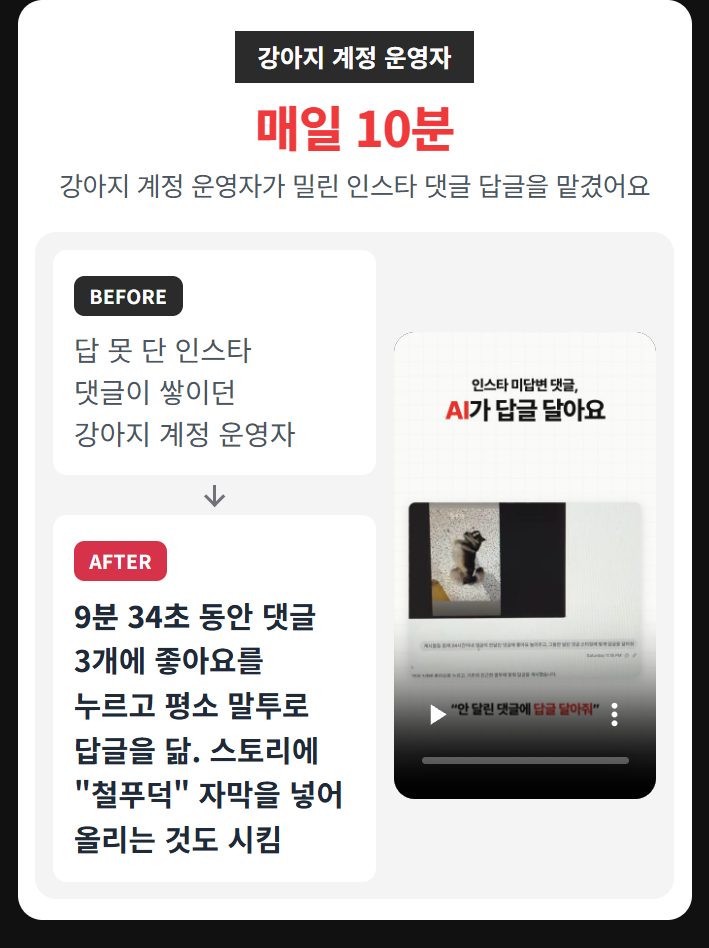 강아지 계정 운영자
매일 10분
강아지 계정 운영자가 밀린 인스타 댓글 답글을 맡겼어요
BEFORE
답 못 단 인스타
댓글이 쌓이던
강아지 계정 운영자
AFTER
9분 34초 동안 댓글
3개에 좋아요를
누르고 평소 말투로
답글을 닮. 스토리에
"철푸덕" 자막을 넣어
올리는 것도 시킴
인스타 미답변 댓글,
AI가 답글 달아요
“안 달린 댓글에 답글 달아줘”